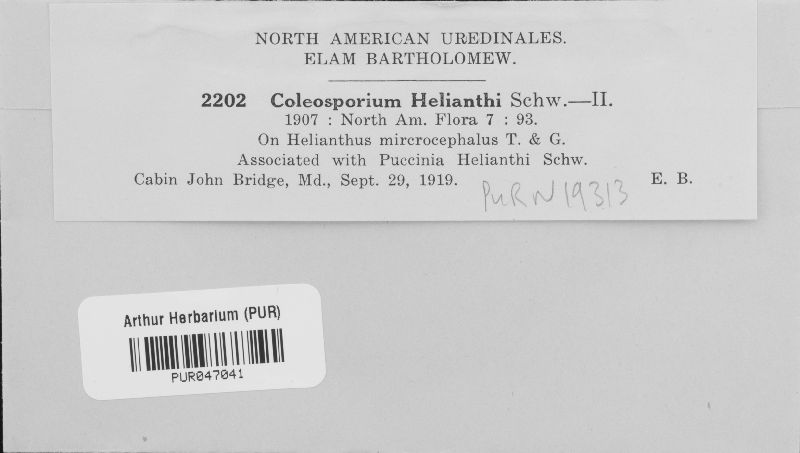 NORTH AMERICAN UREDINALES.
ELAM BARTHOLOMEW.
2202 Coleosporium Helianthi Schw.—II.
1907 : North Am. Flora 7 : 93.
On Helianthus mircrocephalus T. & G.
Associated with Puccinia Helianthi Schw.
Cabin John Bridge, Md., Sept. 29, 1919. E. B.
PUR N19313
Arthur Herbarium (PUR)
PUR047041